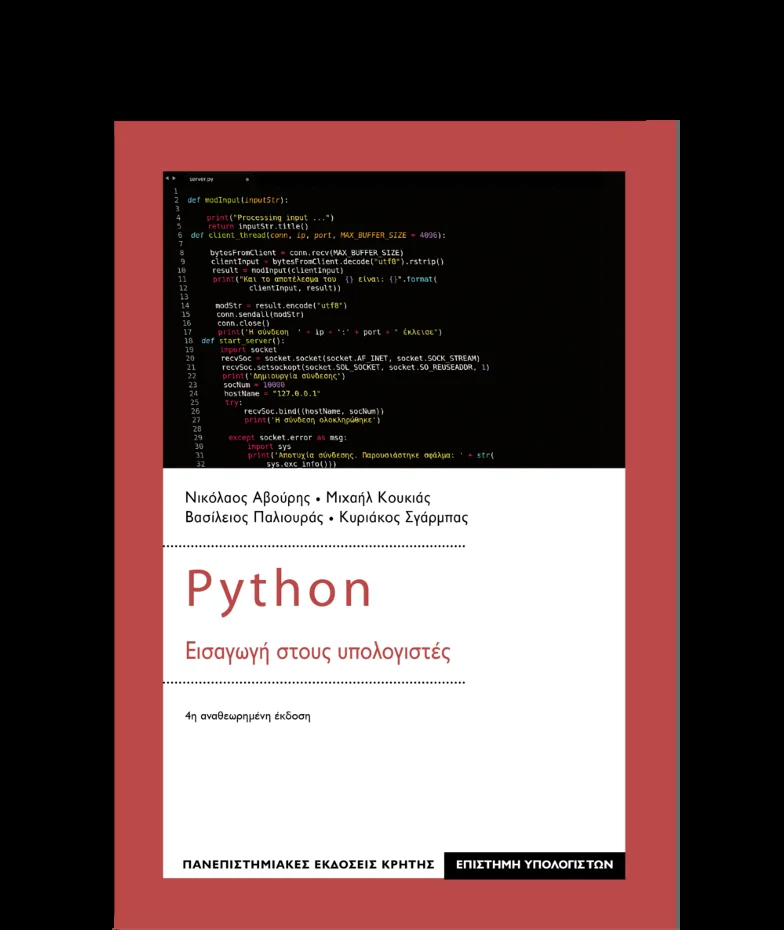 server.py
1
2 def modInput(inputStr):
3
4 print("Processing input ...")
5 return inputStr.title()
6 def client_thread(conn, ip, port, MAX_BUFFER_SIZE = 4096):
7
8 bytesFromClient = conn.recv(MAX_BUFFER_SIZE)
9 clientInput = bytesFromClient.decode("utf8").rstrip()
10 result = modInput(clientInput)
11 print("Και το αποτέλεσμα του {} είναι: {}".format(
12 clientInput, result))
13
14 modStr = result.encode("utf8")
15 conn.sendall(modStr)
16 conn.close()
17 print('Η σύνδεση ' + ip + ':' + port + " έκλεισε")
18 def start_server():
19 import socket
20 recvSoc = socket.socket(socket.AF_INET, socket.SOCK_STREAM)
21 recvSoc.setsockopt(socket.SOL_SOCKET, socket.SO_REUSEADDR, 1)
22 print('Δημιουργία σύνδεσης')
23 socNum = 10000
24 hostName = "127.0.0.1"
25 try:
26 recvSoc.bind((hostName, socNum))
27 print('Η σύνδεση ολοκληρώθηκε')
28
29 except socket.error as msg:
30 import sys
31 print('Αποτυχία σύνδεσης. Παρουσιάστηκε σφάλμα: ' + str(
32 sys.exc_info()))
Νικόλαος Αβούρης • Μιχαήλ Κουκιάς
Βασίλειος Παλιουράς • Κυριάκος Σγάρμπας
Python
Εισαγωγή στους υπολογιστές
4η αναθεωρημένη έκδοση
ΠΑΝΕΠΙΣΤΗΜΙΑΚΕΣ ΕΚΔΟΣΕΙΣ ΚΡΗΤΗΣ ΕΠΙΣΤΗΜΗ ΥΠΟΛΟΓΙΣΤΩΝ